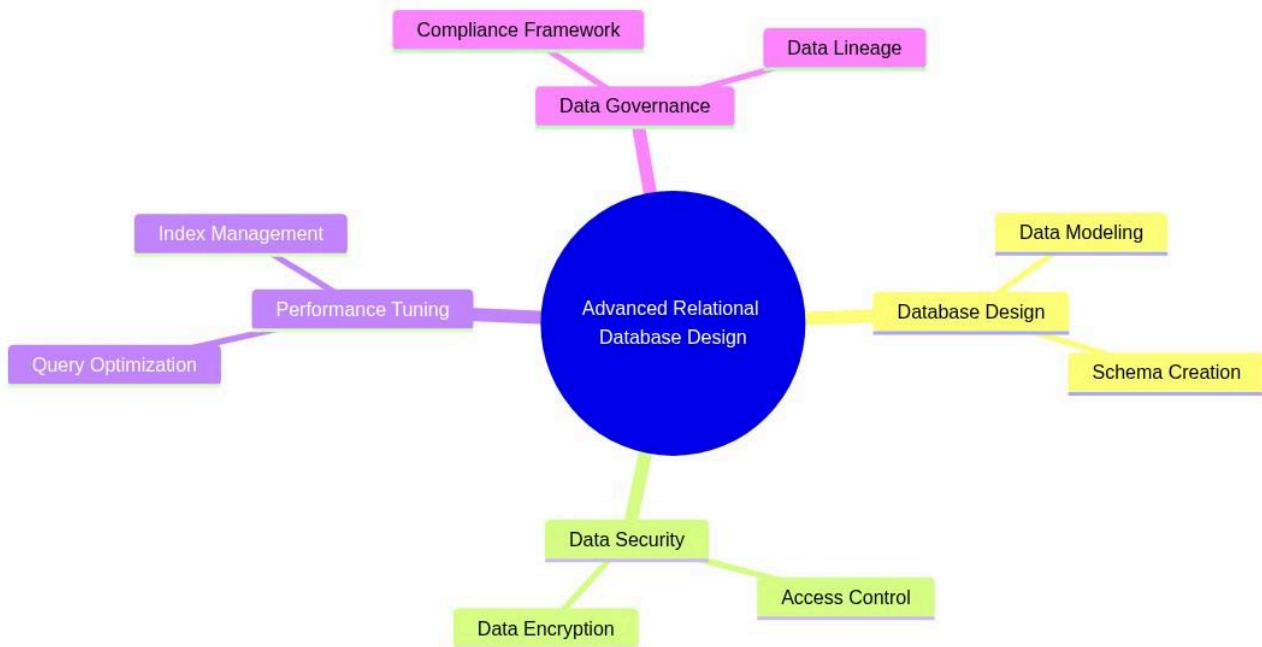 Compliance Framework
Data Lineage
Data Governance
Index Management
Performance Tuning
Query Optimization
Advanced Relational
Database Design
Data Modeling
Database Design
Schema Creation
Data Security
Access Control
Data Encryption